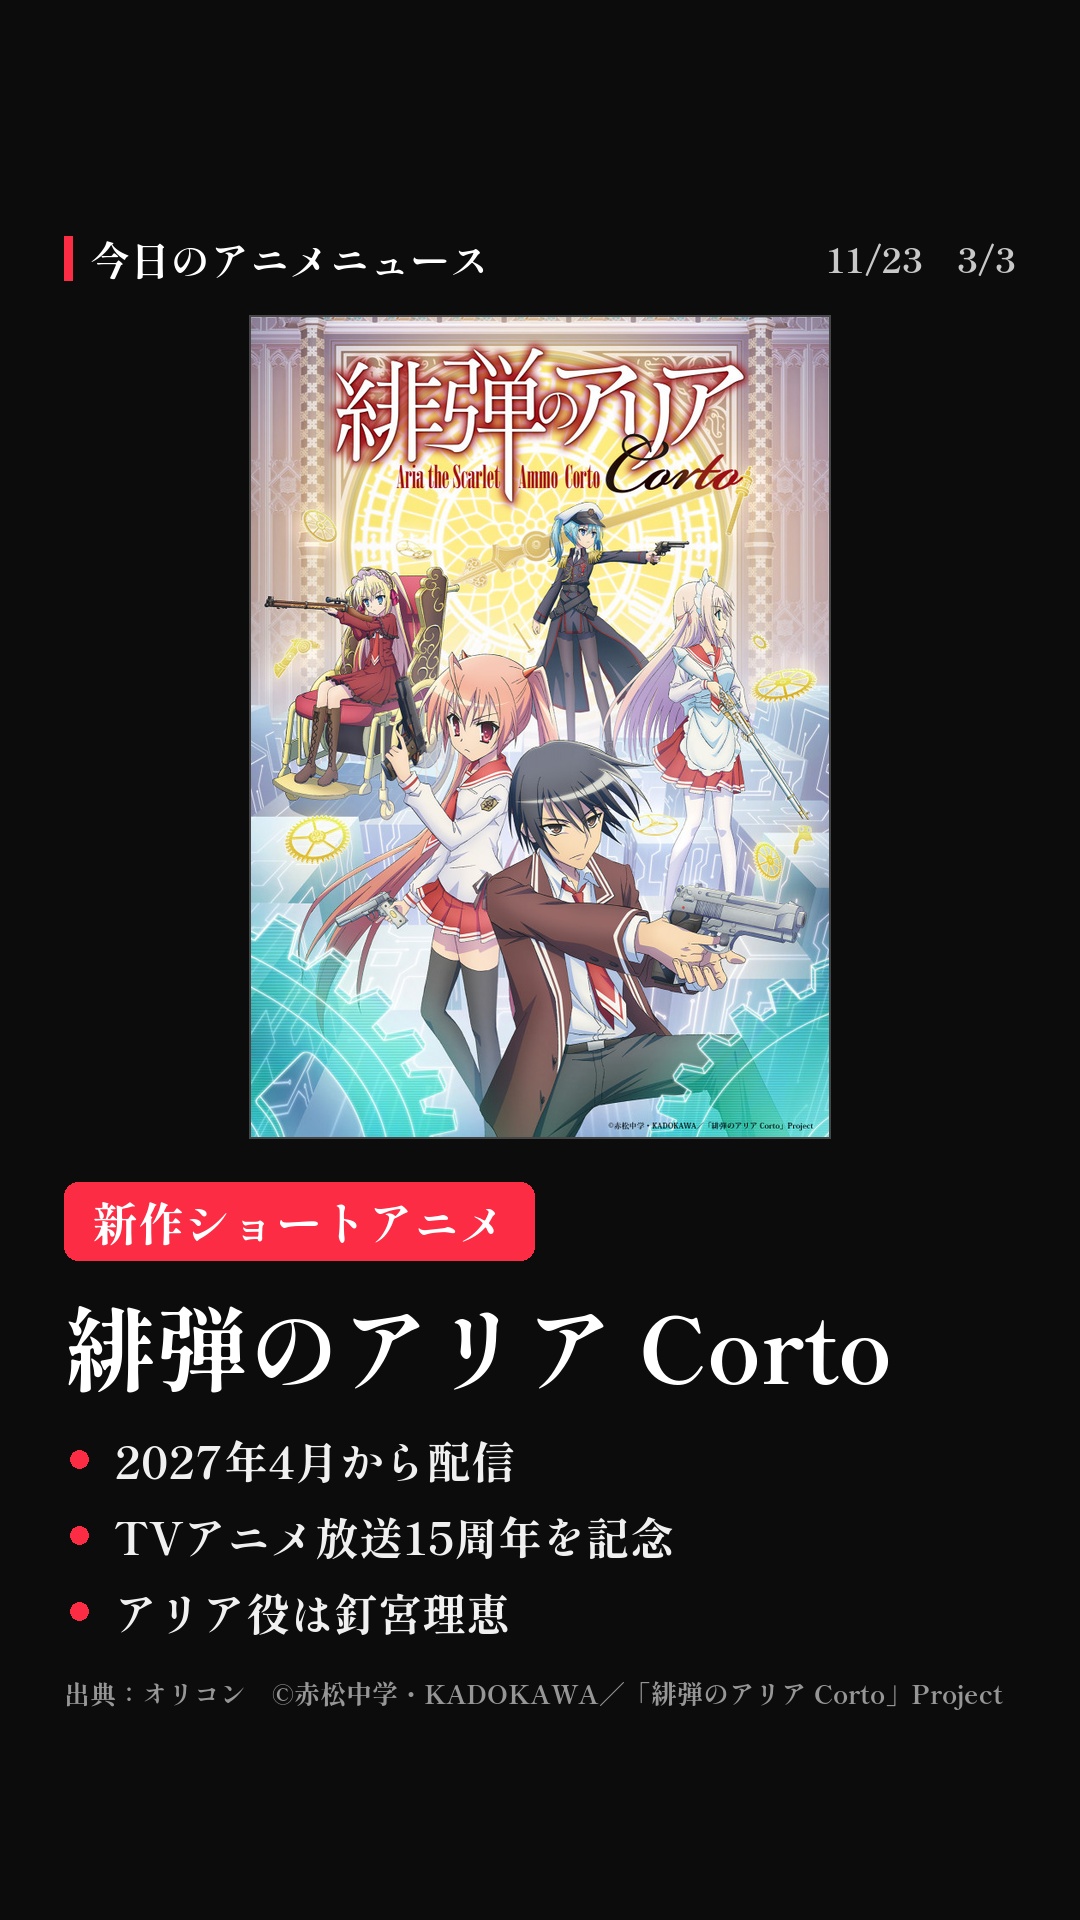 今日のアニメニュース
11/23　3/3
緋弾のアリア
Aria the Scarlet Ammo Corto Corto
©赤松中学・KADOKAWA／「緋弾のアリア Corto」Project
新作ショートアニメ
緋弾のアリア Corto
2027年4月から配信
TVアニメ放送15周年を記念
アリア役は釘宮理恵
出典：オリコン　©赤松中学・KADOKAWA／「緋弾のアリア Corto」Project